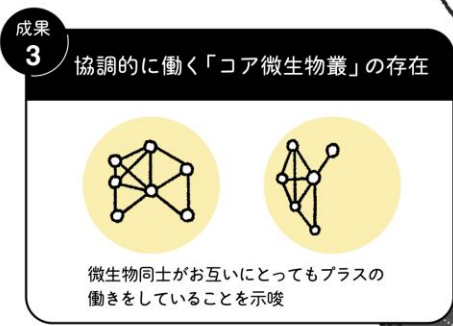 成果
3
協調的に働く「コア微生物叢」の存在
微生物同士がお互いにとってもプラスの
働きをしていることを示唆